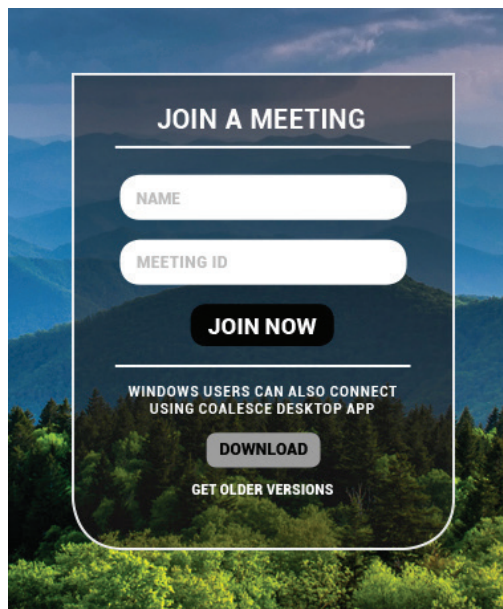 JOIN A MEETING
NAME
MEETING ID
JOIN NOW
WINDOWS USERS CAN ALSO CONNECT
USING COALESCE DESKTOP APP
DOWNLOAD
GET OLDER VERSIONS